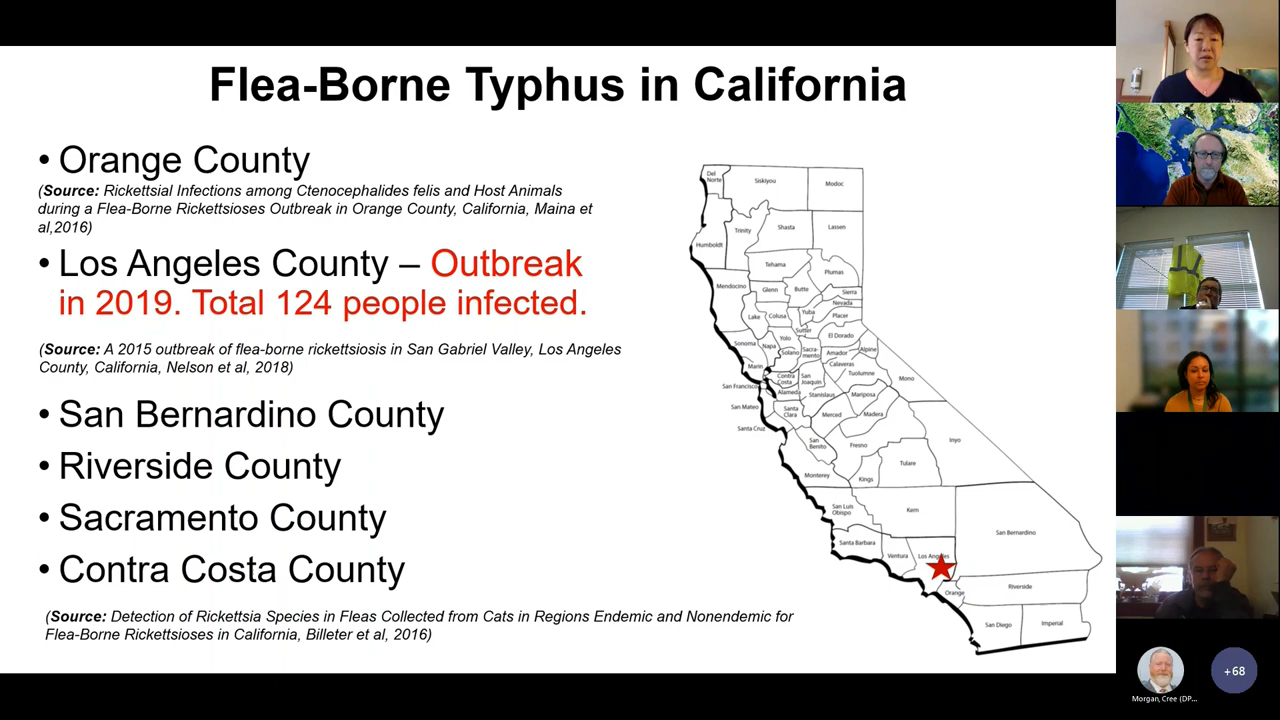 Flea-Borne Typhus in California
• Orange County
(Source: Rickettsial Infections among Ctenocephalides felis and Host Animals
during a Flea-Borne Rickettsioses Outbreak in Orange County, California, Maina et
al,2016)
• Los Angeles County – Outbreak
in 2019. Total 124 people infected.
(Source: A 2015 outbreak of flea-borne rickettsiosis in San Gabriel Valley, Los Angeles
County, California, Nelson et al, 2018)
• San Bernardino County
• Riverside County
• Sacramento County
• Contra Costa County
(Source: Detection of Rickettsia Species in Fleas Collected from Cats in Regions Endemic and Nonendemic for
Flea-Borne Rickettsioses in California, Billeter et al, 2016)
Del
Norte
Siskiyou
Modoc
Humboldt
Trinity
Shasta
Lassen
Tehama
Plumas
Mendocino
Glenn
Butte
Sierra
Nevada
Lake
Colusa
Yuba
Placer
Sutter
El Dorado
Sonoma
Napa
Yolo
Solano
Sacra-
mento
Amador
Alpine
Calaveras
Marin
Contra
Costa
San
Joaquin
Tuolumne
Mono
San Francisco
Alameda
Stanislaus
Mariposa
San Mateo
Santa
Clara
Merced
Madera
Santa Cruz
San
Benito
Fresno
Inyo
Monterey
Kings
Tulare
San Luis
Obispo
Kern
San Bernardino
Santa Barbara
Ventura
Los Angeles
Orange
Riverside
San Diego
Imperial
Morgan, Cree (DP...
+68